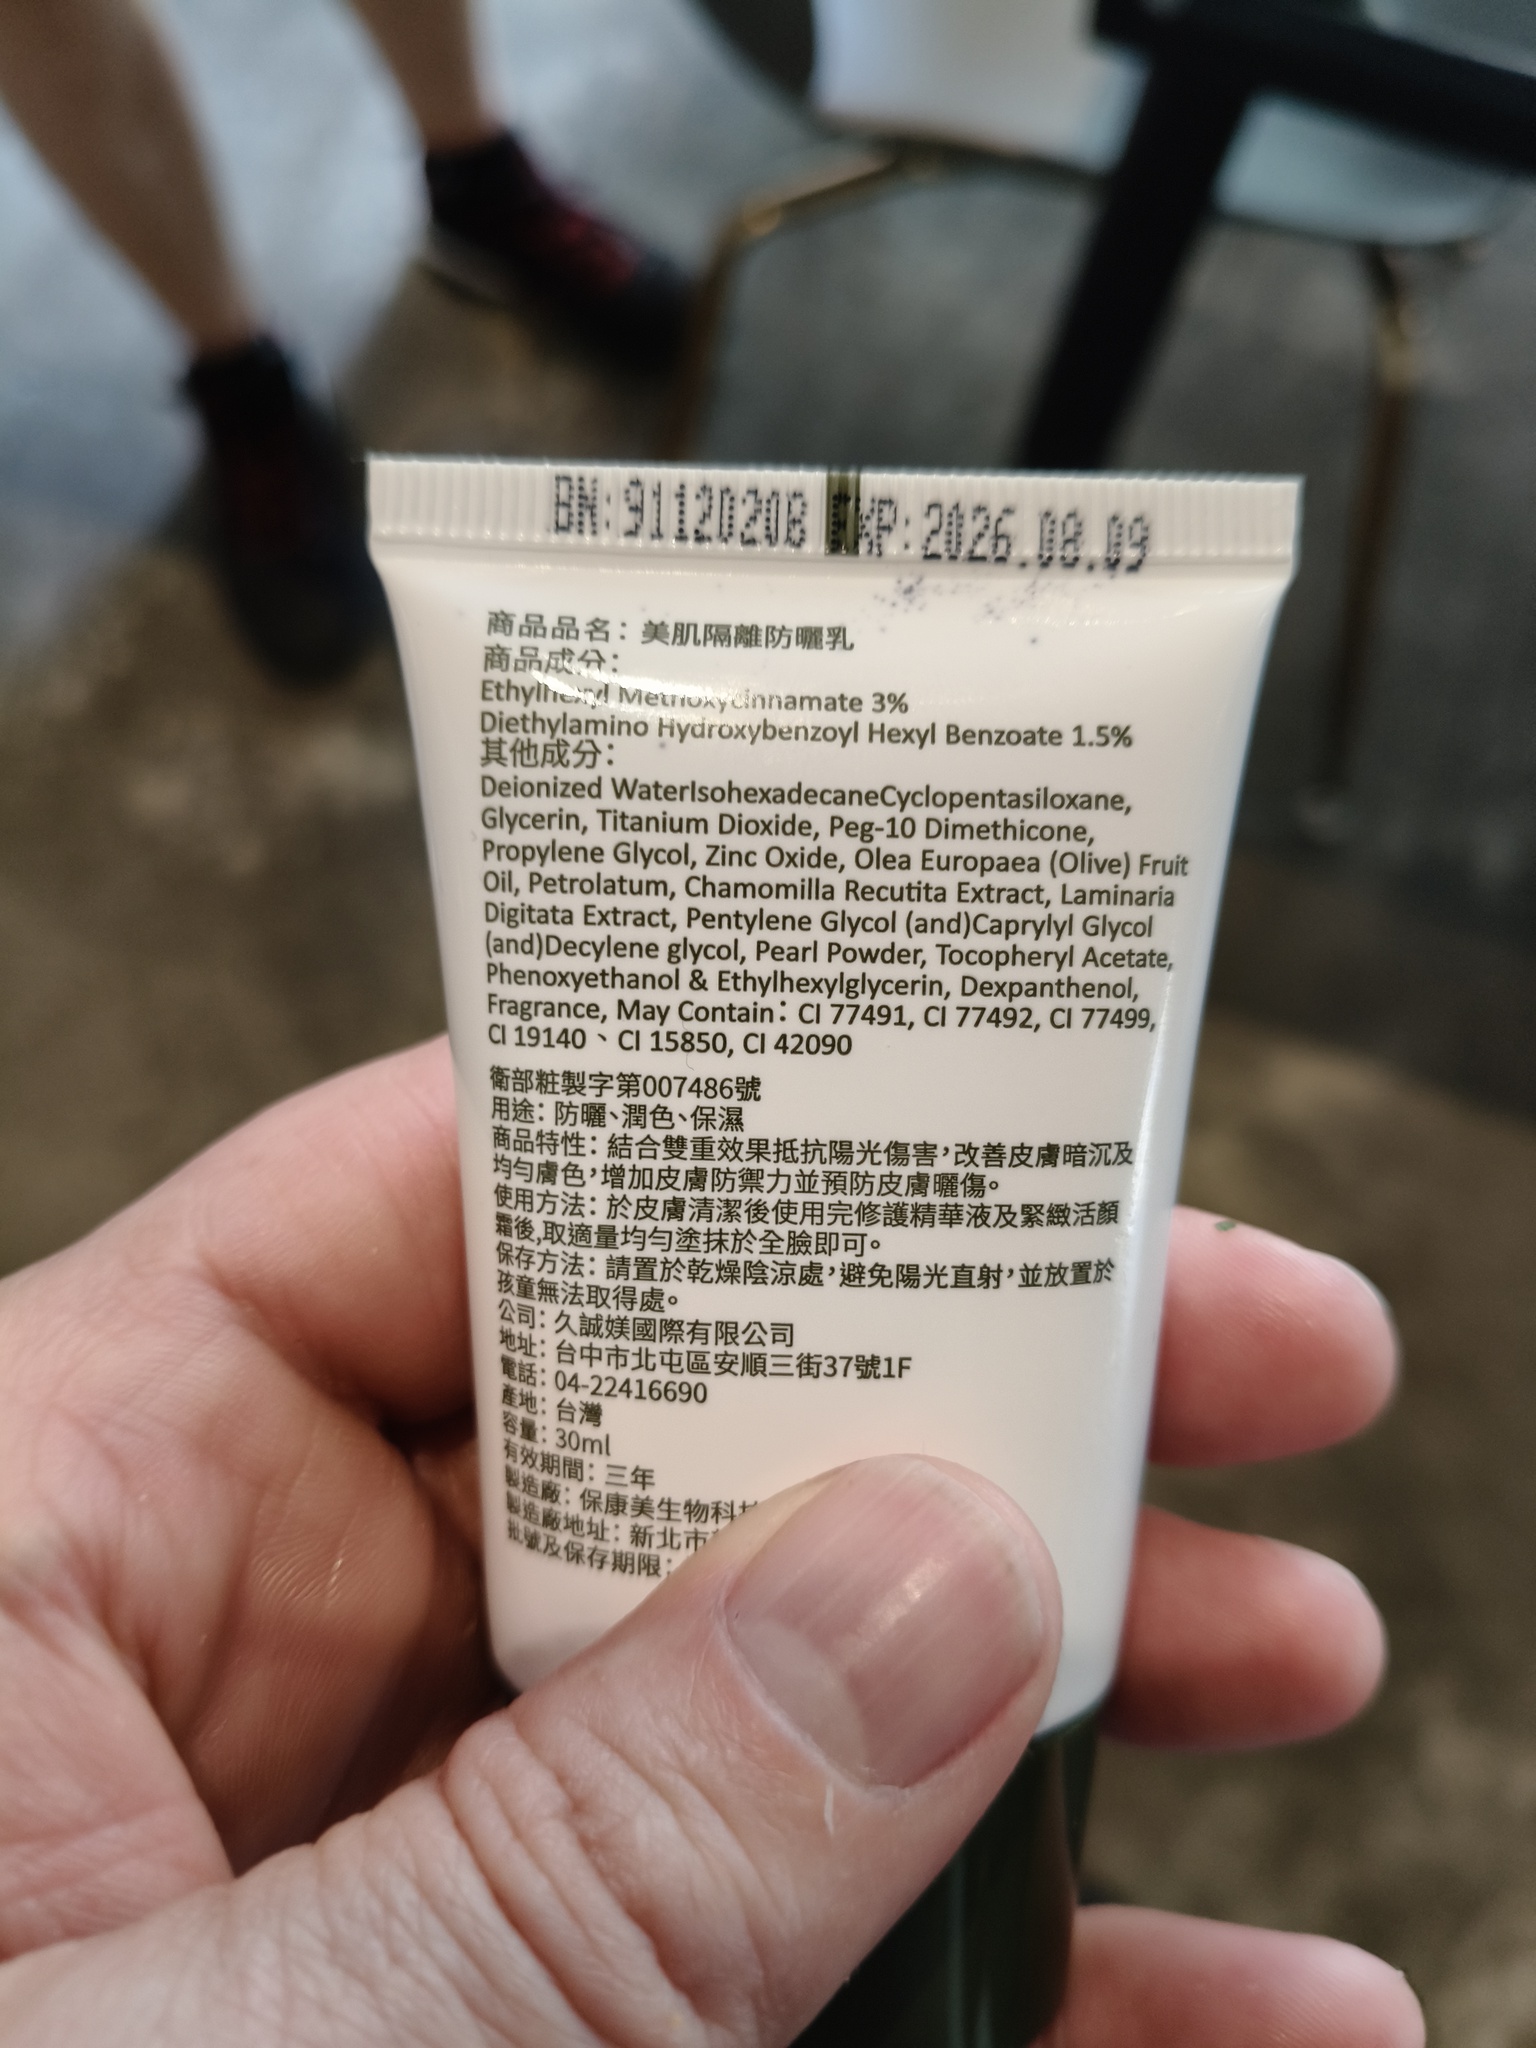 BN:9112020B EXP:2026.08.09
商品品名：美肌隔離防曬乳
商品成分：
Ethylhexyl Methoxycinnamate 3%
Diethylamino Hydroxybenzoyl Hexyl Benzoate 1.5%
其他成分：
Deionized WaterIsohexadecaneCyclopentasiloxane,
Glycerin, Titanium Dioxide, Peg-10 Dimethicone,
Propylene Glycol, Zinc Oxide, Olea Europaea (Olive) Fruit
Oil, Petrolatum, Chamomilla Recutita Extract, Laminaria
Digitata Extract, Pentylene Glycol (and)Caprylyl Glycol
(and)Decylene glycol, Pearl Powder, Tocopheryl Acetate,
Phenoxyethanol & Ethylhexylglycerin, Dexpanthenol,
Fragrance, May Contain：CI 77491, CI 77492, CI 77499,
CI 19140、CI 15850, CI 42090
衛部粧製字第007486號
用途：防曬、潤色、保濕
商品特性：結合雙重效果抵抗陽光傷害，改善皮膚暗沉及
均勻膚色，增加皮膚防禦力並預防皮膚曬傷。
使用方法：於皮膚清潔後使用完修護精華液及緊緻活顏
霜後,取適量均勻塗抹於全臉即可。
保存方法：請置於乾燥陰涼處，避免陽光直射，並放置於
孩童無法取得處。
公司：久誠媄國際有限公司
地址：台中市北屯區安順三街37號1F
電話：04-22416690
產地：台灣
容量：30ml
有效期間：三年
製造廠：保康美生物科
製造廠地址：新北市
批號及保存期限：